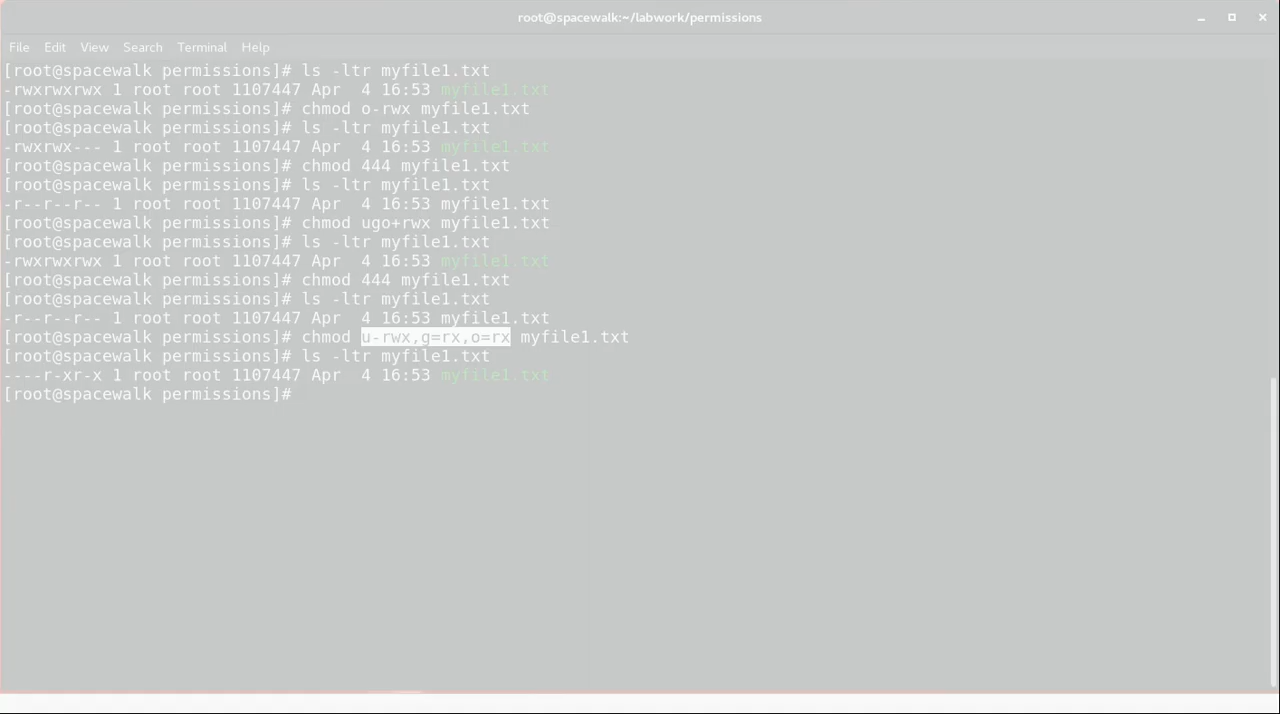 root@spacewalk:~/labwork/permissions
File Edit View Search Terminal Help
[root@spacewalk permissions]# ls -ltr myfile1.txt
-rwxrwxrwx 1 root root 1107447 Apr  4 16:53 myfile1.txt
[root@spacewalk permissions]# chmod o-rwx myfile1.txt
[root@spacewalk permissions]# ls -ltr myfile1.txt
-rwxrwx--- 1 root root 1107447 Apr  4 16:53 myfile1.txt
[root@spacewalk permissions]# chmod 444 myfile1.txt
[root@spacewalk permissions]# ls -ltr myfile1.txt
-r--r--r-- 1 root root 1107447 Apr  4 16:53 myfile1.txt
[root@spacewalk permissions]# chmod ugo+rwx myfile1.txt
[root@spacewalk permissions]# ls -ltr myfile1.txt
-rwxrwxrwx 1 root root 1107447 Apr  4 16:53 myfile1.txt
[root@spacewalk permissions]# chmod 444 myfile1.txt
[root@spacewalk permissions]# ls -ltr myfile1.txt
-r--r--r-- 1 root root 1107447 Apr  4 16:53 myfile1.txt
[root@spacewalk permissions]# chmod u-rwx,g=rx,o=rx myfile1.txt
[root@spacewalk permissions]# ls -ltr myfile1.txt
----r-xr-x 1 root root 1107447 Apr  4 16:53 myfile1.txt
[root@spacewalk permissions]#